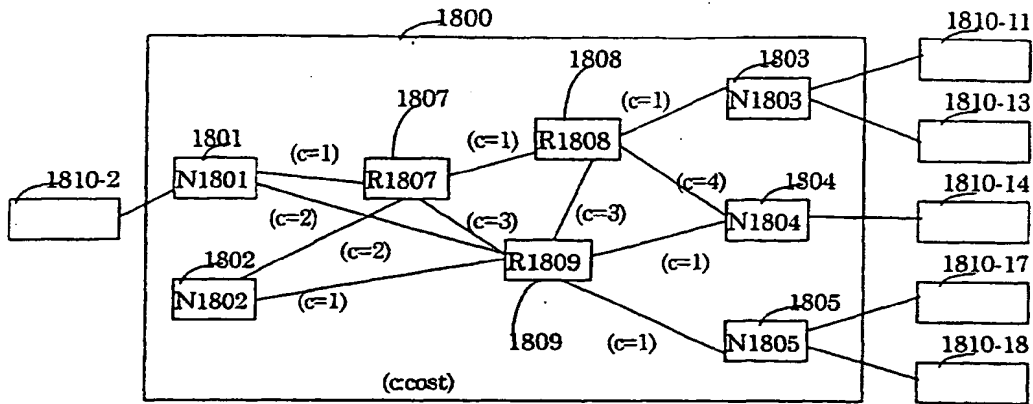 1800
1810-11
1803
1808
1807
(c=1)
N1803
1810-13
1801
(c=1)
R1808
(c=1)
1810-2
N1801
R1807
(c=4)
1804
1810-14
(c=2)
(c=3)
(c=3)
N1804
1802
(c=2)
R1809
(c=1)
1810-17
N1802
(c=1)
1805
1809
(c=1)
N1805
1810-18
(c:cost)